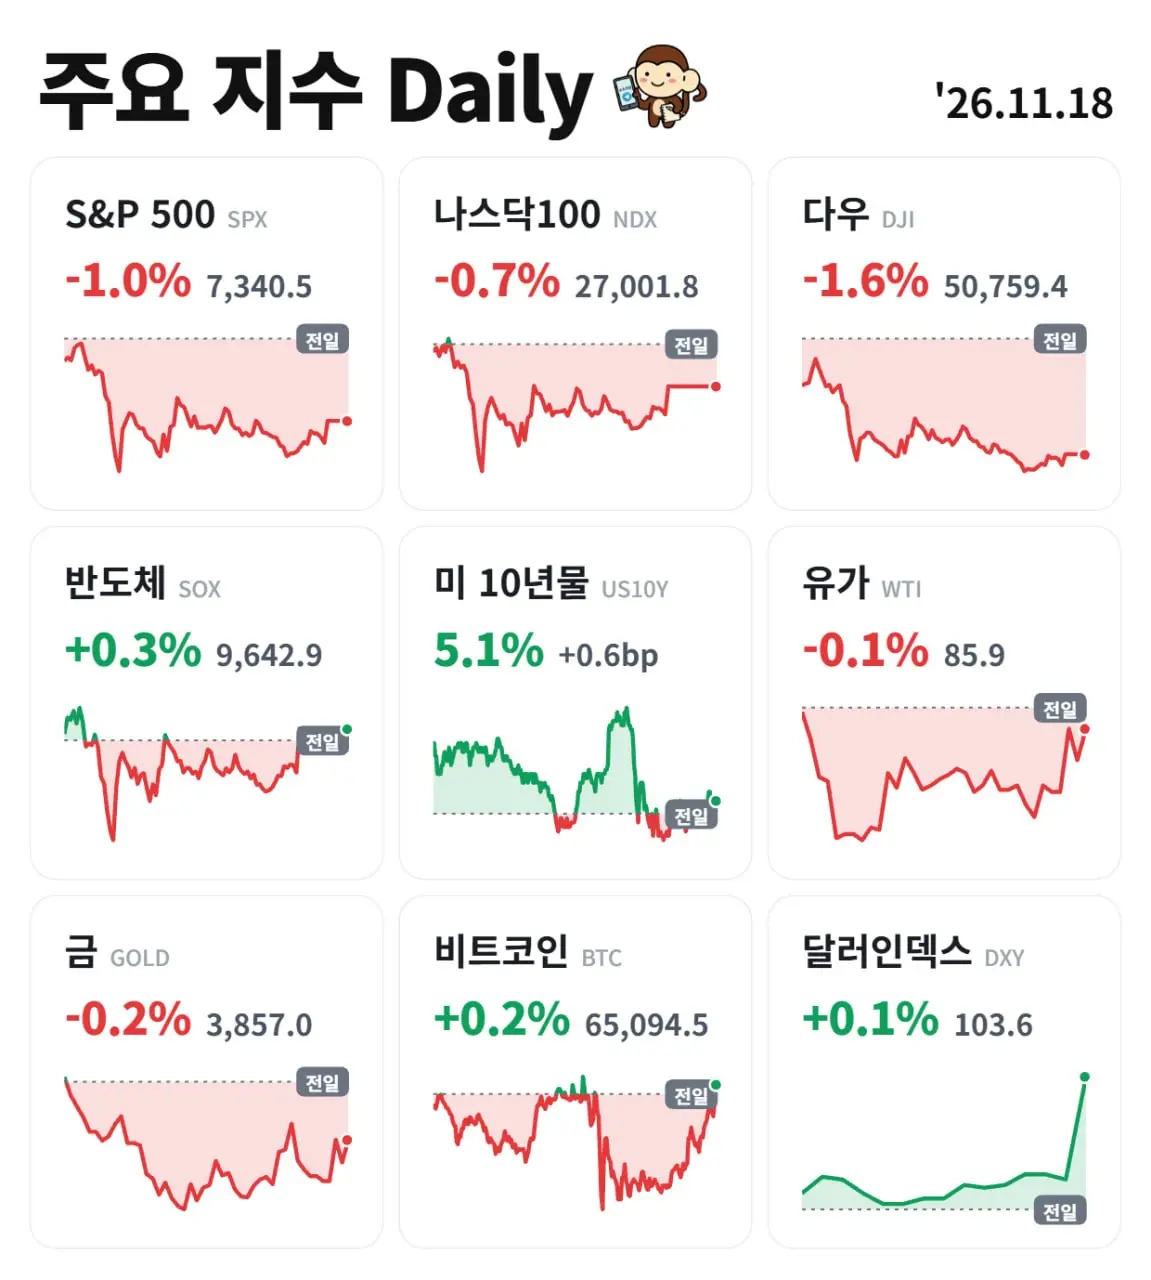 주요 지수 Daily
'26.11.18
S&P 500 SPX
-1.0% 7,340.5
전일
나스닥100 NDX
-0.7% 27,001.8
전일
다우 DJI
-1.6% 50,759.4
전일
반도체 SOX
+0.3% 9,642.9
전일
미 10년물 US10Y
5.1% +0.6bp
전일
유가 WTI
-0.1% 85.9
전일
금 GOLD
-0.2% 3,857.0
전일
비트코인 BTC
+0.2% 65,094.5
전일
달러인덱스 DXY
+0.1% 103.6
전일